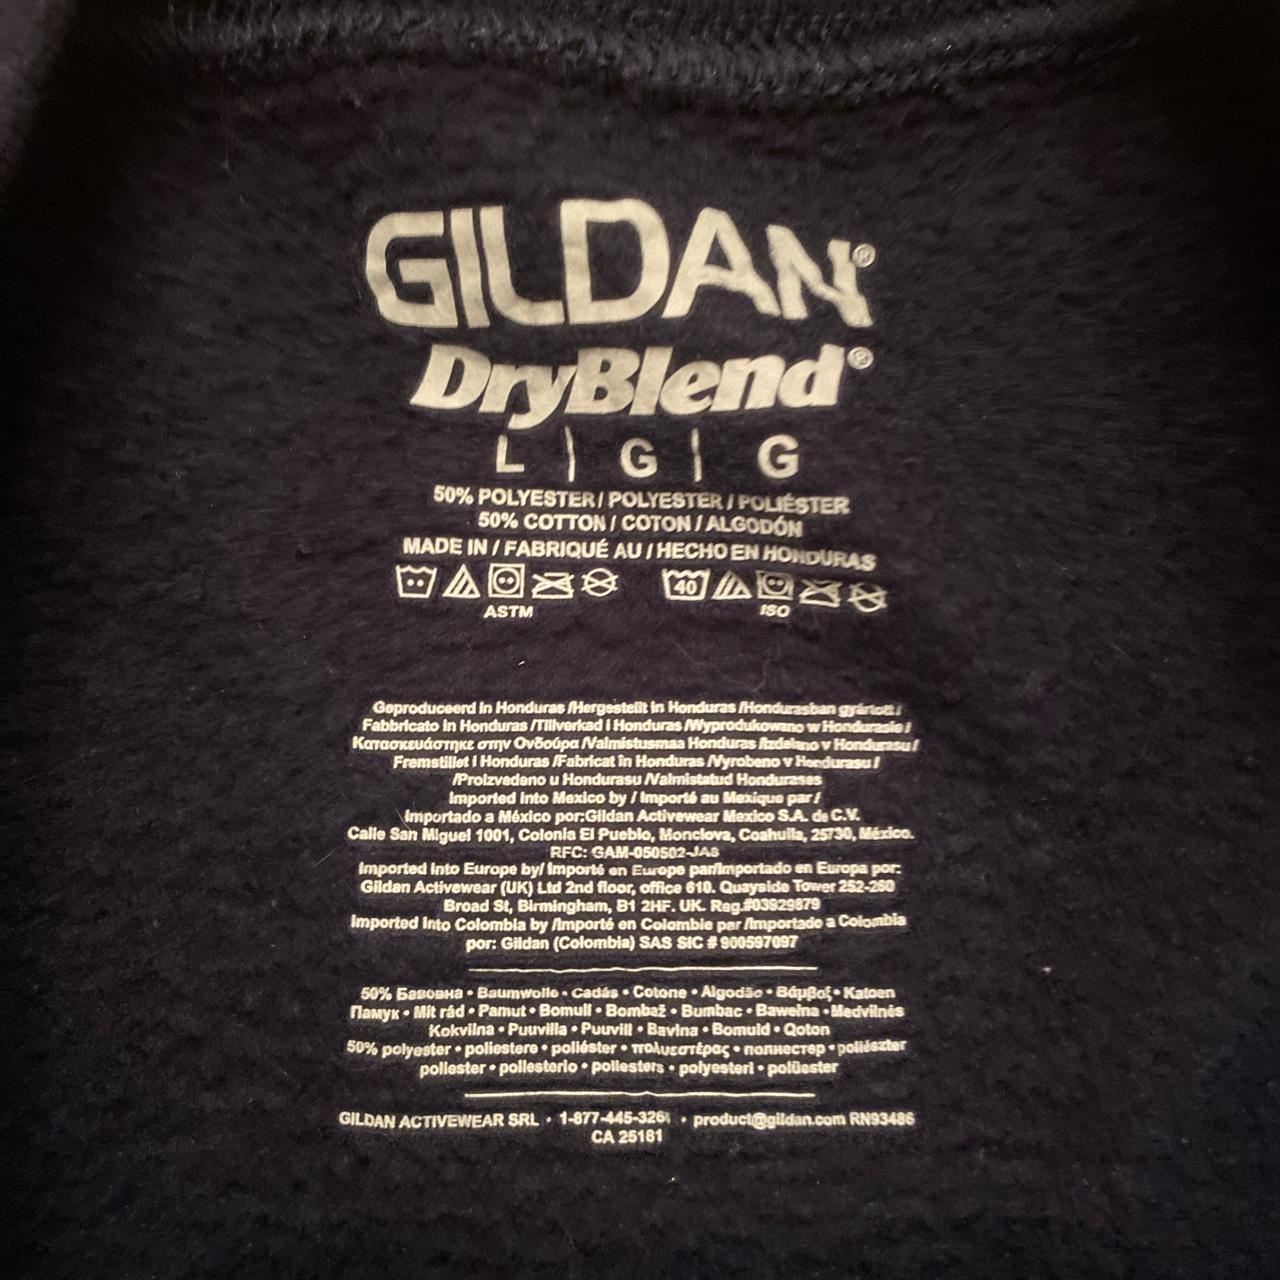 GILDAN®
DryBlend®
L | G | G
50% POLYESTER / POLYESTER / POLIÉSTER
50% COTTON / COTON / ALGODÓN
MADE IN / FABRIQUÉ AU / HECHO EN HONDURAS
40
ASTM ISO
Geproduceerd in Honduras /Hergestellt in Honduras /Hondurasban gyártott /
Fabbricato in Honduras /Tillverkad i Honduras /Wyprodukowano w Hondurasie /
Κατασκευάστηκε στην Ονδούρα /Valmistusmaa Honduras /Izdelano v Hondurasu /
Fremstillet i Honduras /Fabricat în Honduras /Vyrobeno v Hondurasu /
/Proizvedeno u Hondurasu /Valmistatud Hondurases
Imported into Mexico by / Importé au Mexique par /
Importado a México por:Gildan Activewear Mexico S.A. de C.V.
Calle San Miguel 1001, Colonia El Pueblo, Monclova, Coahuila, 25730, México.
RFC: GAM-050502-JA8
Imported into Europe by/ Importé en Europe par/Importado en Europa por:
Gildan Activewear (UK) Ltd 2nd floor, office 610. Quayside Tower 252-260
Broad St, Birmingham, B1 2HF. UK. Reg.#03929879
Imported into Colombia by /Importé en Colombie par /Importado a Colombia
por: Gildan (Colombia) SAS SIC # 900597097
50% Бавовна • Baumwolle • Cadás • Cotone • Algodão • Βάμβαξ • Katoen
Памук • Mit rád • Pamut • Bomull • Bombaž • Bumbac • Bawełna • Medvilnės
Kokvilna • Puuvilla • Puuvill • Bavlna • Bomuld • Qoton
50% polyester • poliestere • poliéster • πολυεστέρας • полиестер • poliészter
poliester • poliesterio • poliesters • polyesteri • polüester
GILDAN ACTIVEWEAR SRL • 1-877-445-326 • product@gildan.com RN93486
CA 25181